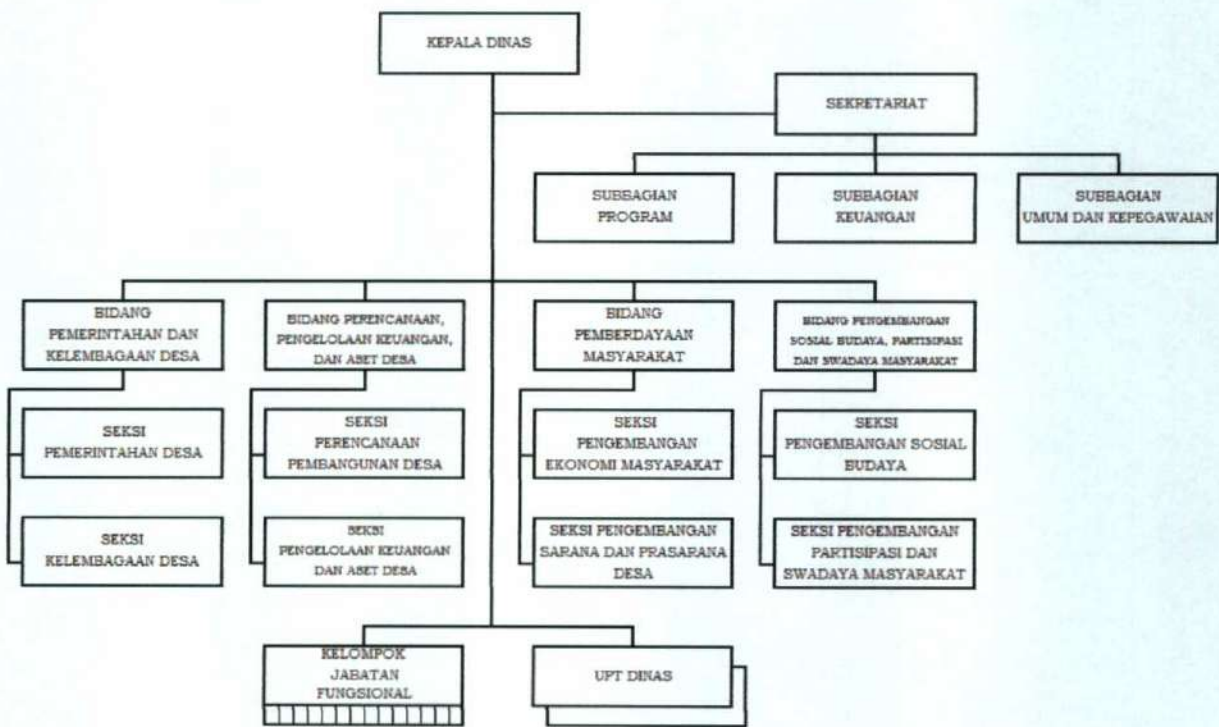 KEPALA DINAS
SEKRETARIAT
SUBBAGIAN
PROGRAM
SUBBAGIAN
KEUANGAN
SUBBAGIAN
UMUM DAN KEPEGAWAIAN
BIDANG
PEMERINTAHAN DAN
KELEMBAGAAN DESA
BIDANG PERENCANAAN,
PENGELOLAAN KEUANGAN,
DAN ASET DESA
BIDANG
PEMBERDAYAAN
MASYARAKAT
BIDANG PENGEMBANGAN
SOSIAL BUDAYA, PARTISIPASI
DAN SWADAYA MASYARAKAT
SEKSI
PEMERINTAHAN DESA
SEKSI
PERENCANAAN
PEMBANGUNAN DESA
SEKSI
PENGEMBANGAN
EKONOMI MASYARAKAT
SEKSI
PENGEMBANGAN SOSIAL
BUDAYA
SEKSI
KELEMBAGAAN DESA
SEKSI
PENGELOLAAN KEUANGAN
DAN ASET DESA
SEKSI PENGEMBANGAN
SARANA DAN PRASARANA
DESA
SEKSI PENGEMBANGAN
PARTISIPASI DAN
SWADAYA MASYARAKAT
KELOMPOK
JABATAN
FUNGSIONAL
UPT DINAS